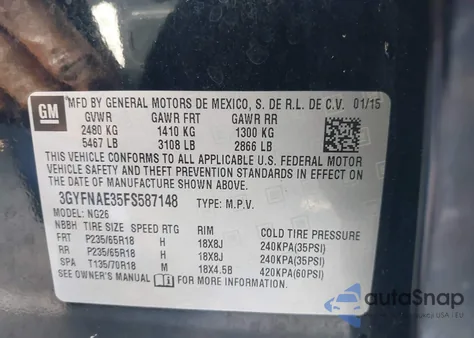 GM
MFD BY GENERAL MOTORS DE MEXICO, S. DE R.L. DE C.V. 01/15
GVWR GAWR FRT GAWR RR
2480 KG 1410 KG 1300 KG
5467 LB 3108 LB 2866 LB
THIS VEHICLE CONFORMS TO ALL APPLICABLE U.S. FEDERAL MOTOR
VEHICLE SAFETY AND THEFT PREVENTION STANDARDS IN EFFECT
ON THE DATE OF MANUFACTURE SHOWN ABOVE.
3GYFNAE35FS587148 TYPE: M.P.V.
MODEL: NG26
NBBH TIRE SIZE SPEED RTG RIM COLD TIRE PRESSURE
FRT P235/65R18 H 18X8J 240KPA(35PSI)
RR P235/65R18 H 18X8J 240KPA(35PSI)
SPA T135/70R18 M 18X4.5B 420KPA(60PSI)
SEE OWNER'S MANUAL FOR ADDITIONAL INFORMATION.
autoSnap